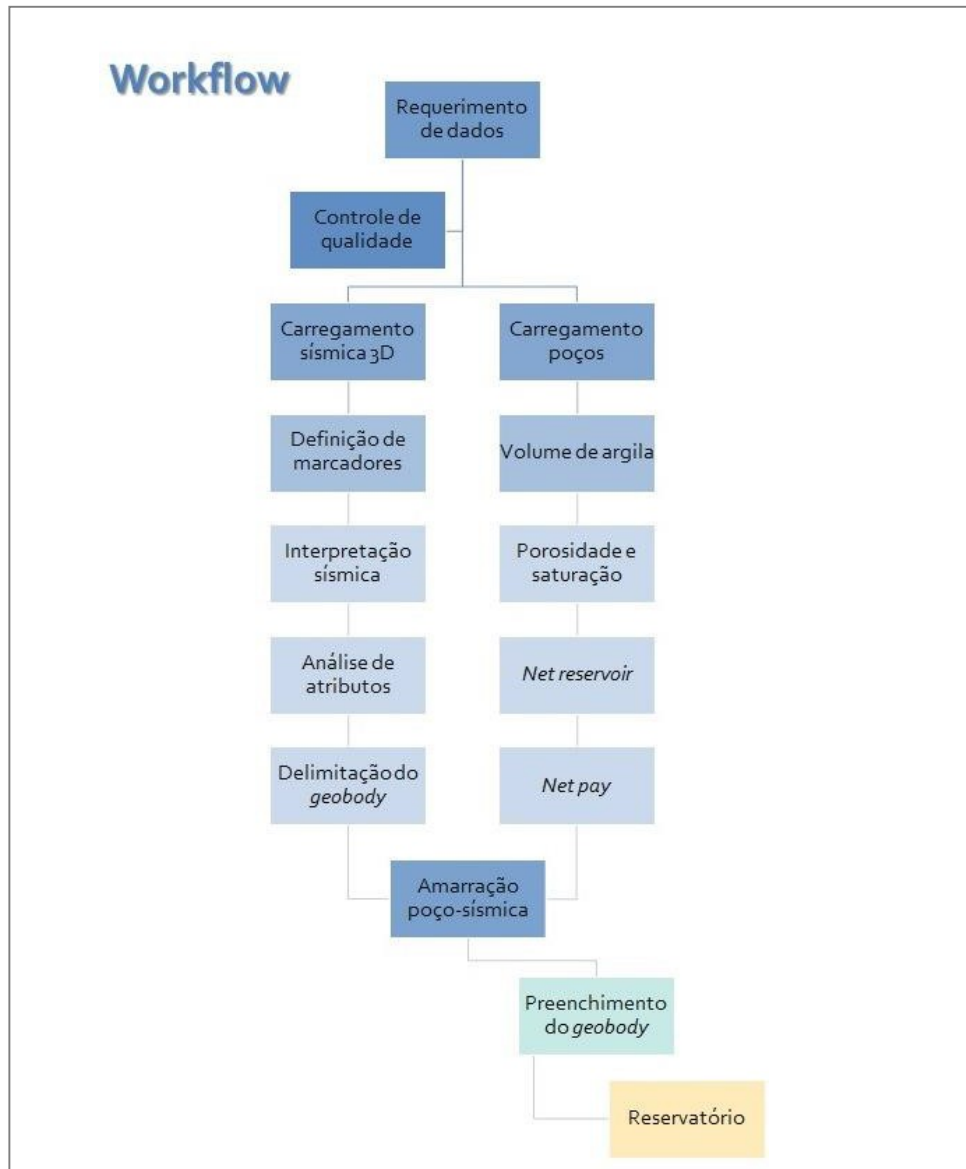 Workflow
Requerimento
de dados
Controle de
qualidade
Carregamento
sísmica 3D
Carregamento
poços
Definição de
marcadores
Volume de argila
Interpretação
sísmica
Porosidade e
saturação
Análise de
atributos
Net reservoir
Delimitação do
geobody
Net pay
Amarração
poço-sísmica
Preenchimento
do geobody
Reservatório